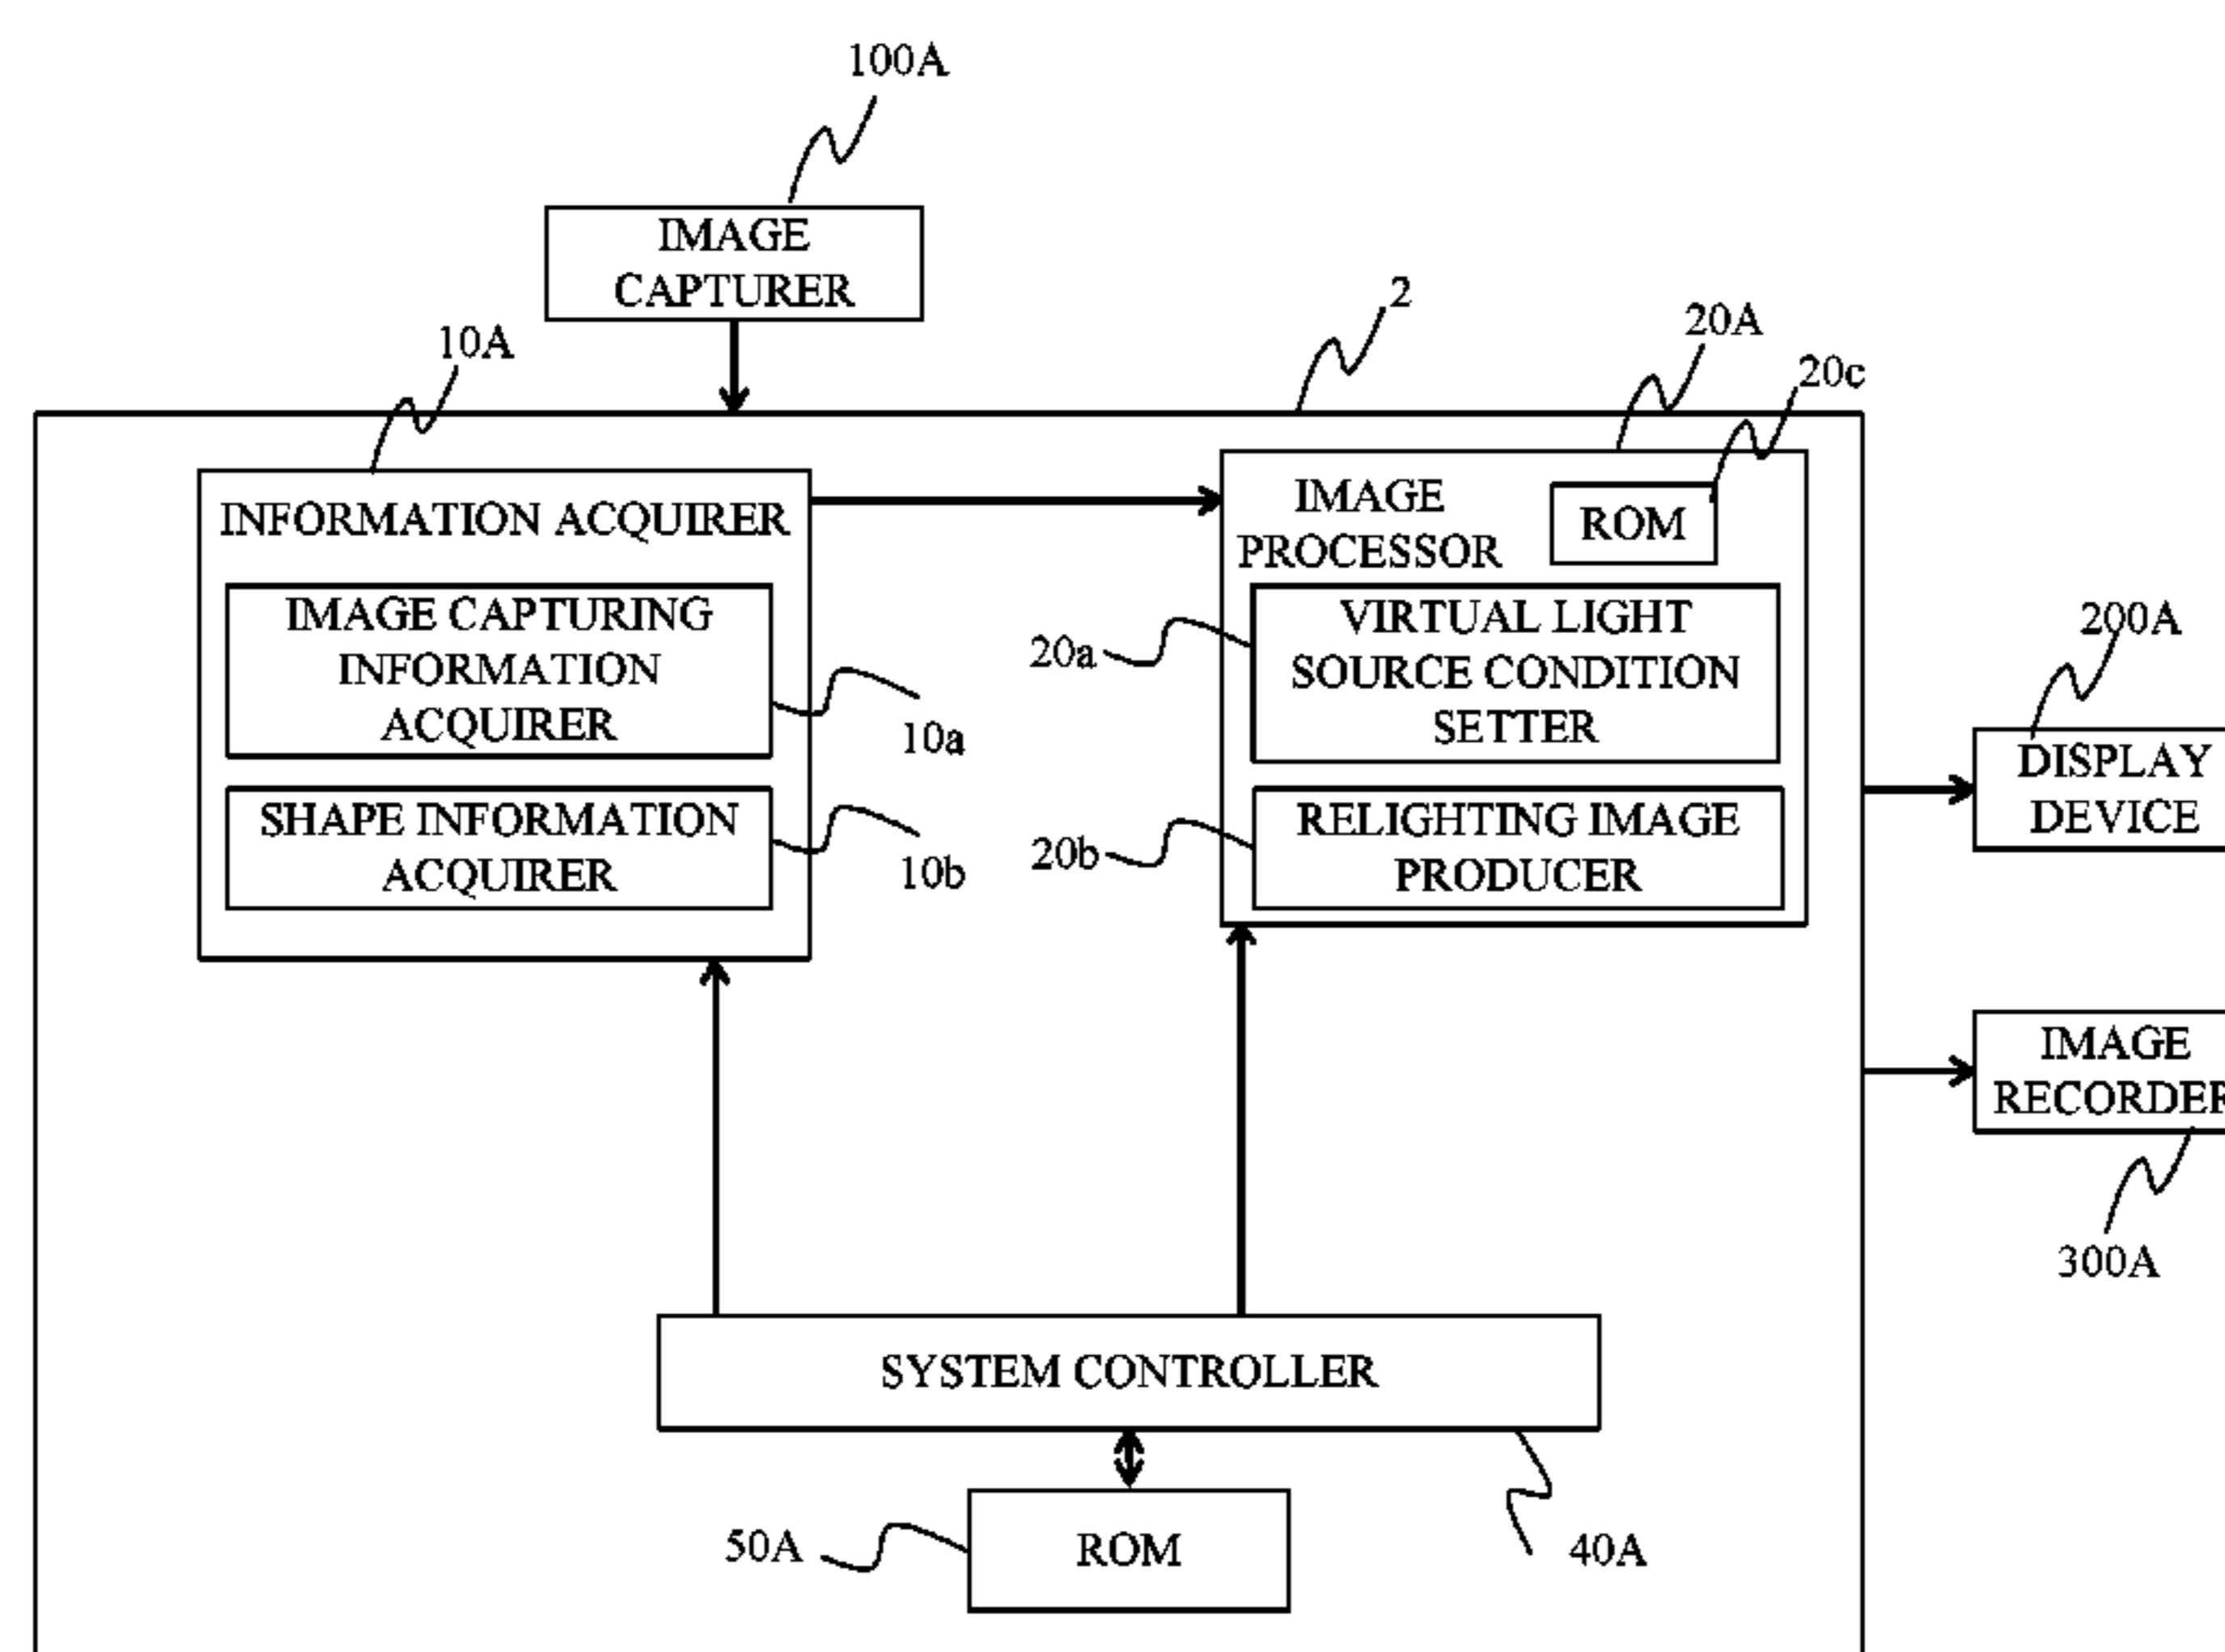 100A
IMAGE
CAPTURER
2
20A
10A
20c
INFORMATION ACQUIRER
IMAGE
PROCESSOR
ROM
IMAGE CAPTURING
INFORMATION
ACQUIRER
10a
20a
VIRTUAL LIGHT
SOURCE CONDITION
SETTER
SHAPE INFORMATION
ACQUIRER
10b
20b
RELIGHTING IMAGE
PRODUCER
200A
DISPLAY
DEVICE
IMAGE
RECORDER
300A
SYSTEM CONTROLLER
40A
50A
ROM